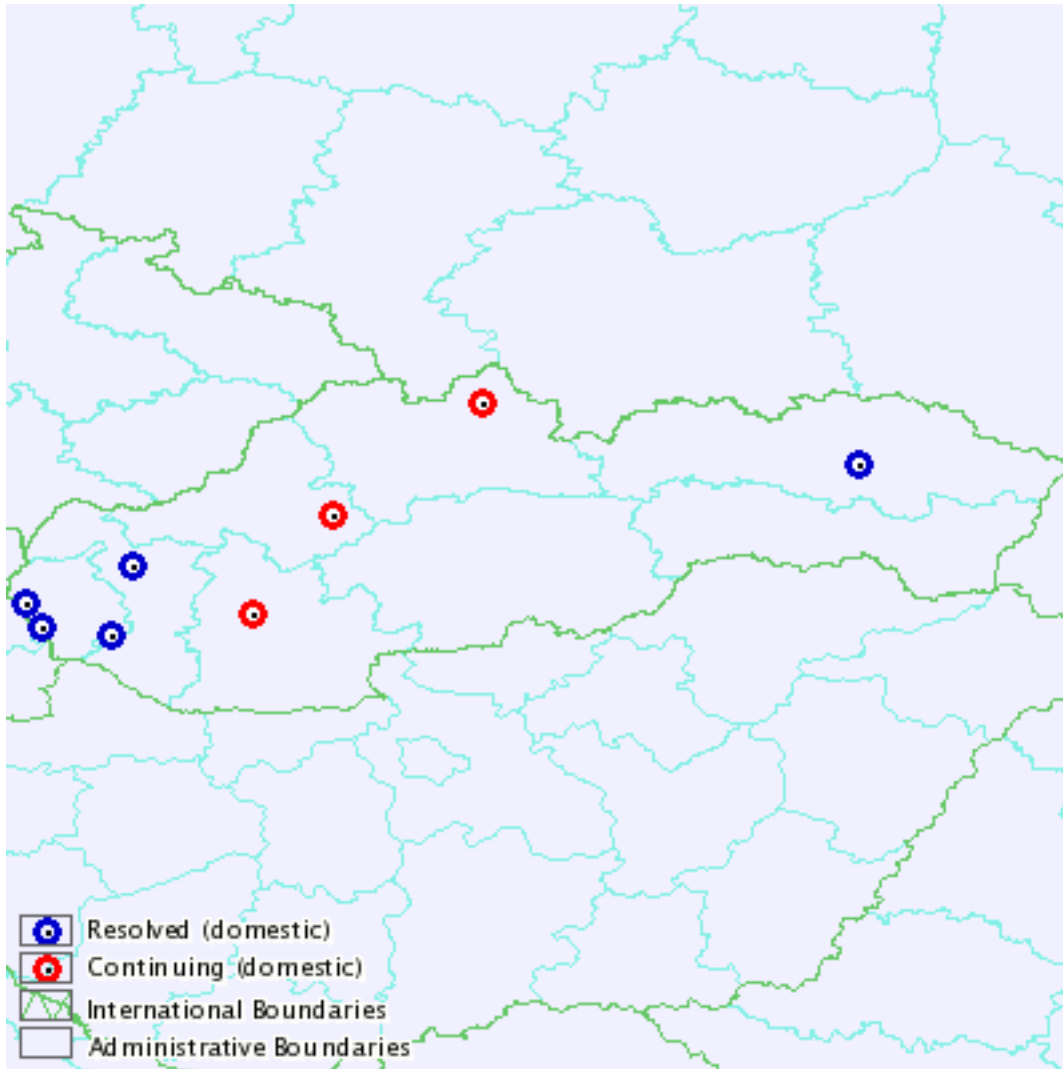 Resolved (domestic)
Continuing (domestic)
International Boundaries
Administrative Boundaries